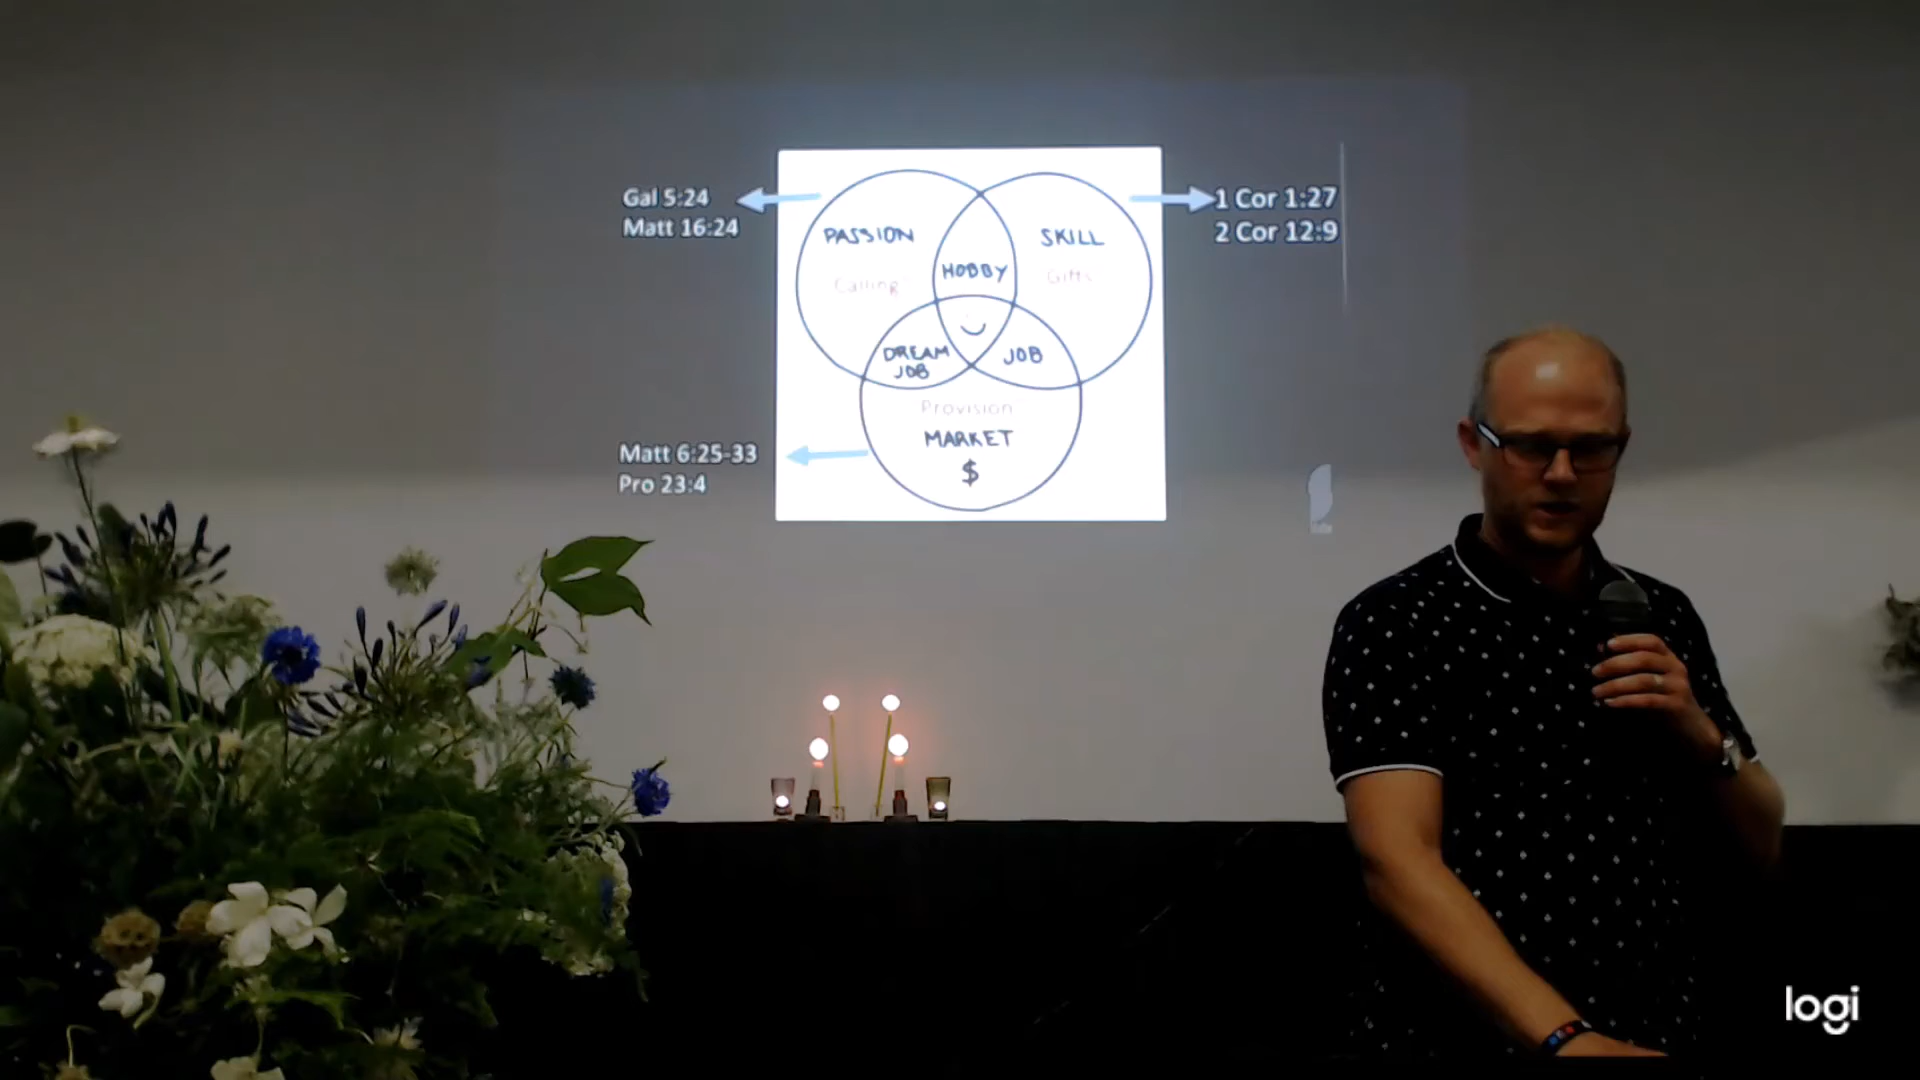 Gal 5:24
Matt 16:24
PASSION
Calling
HOBBY
SKILL
Gifts
1 Cor 1:27
2 Cor 12:9
DREAM
JOB
JOB
Provision
MARKET
$
Matt 6:25-33
Pro 23:4
logi